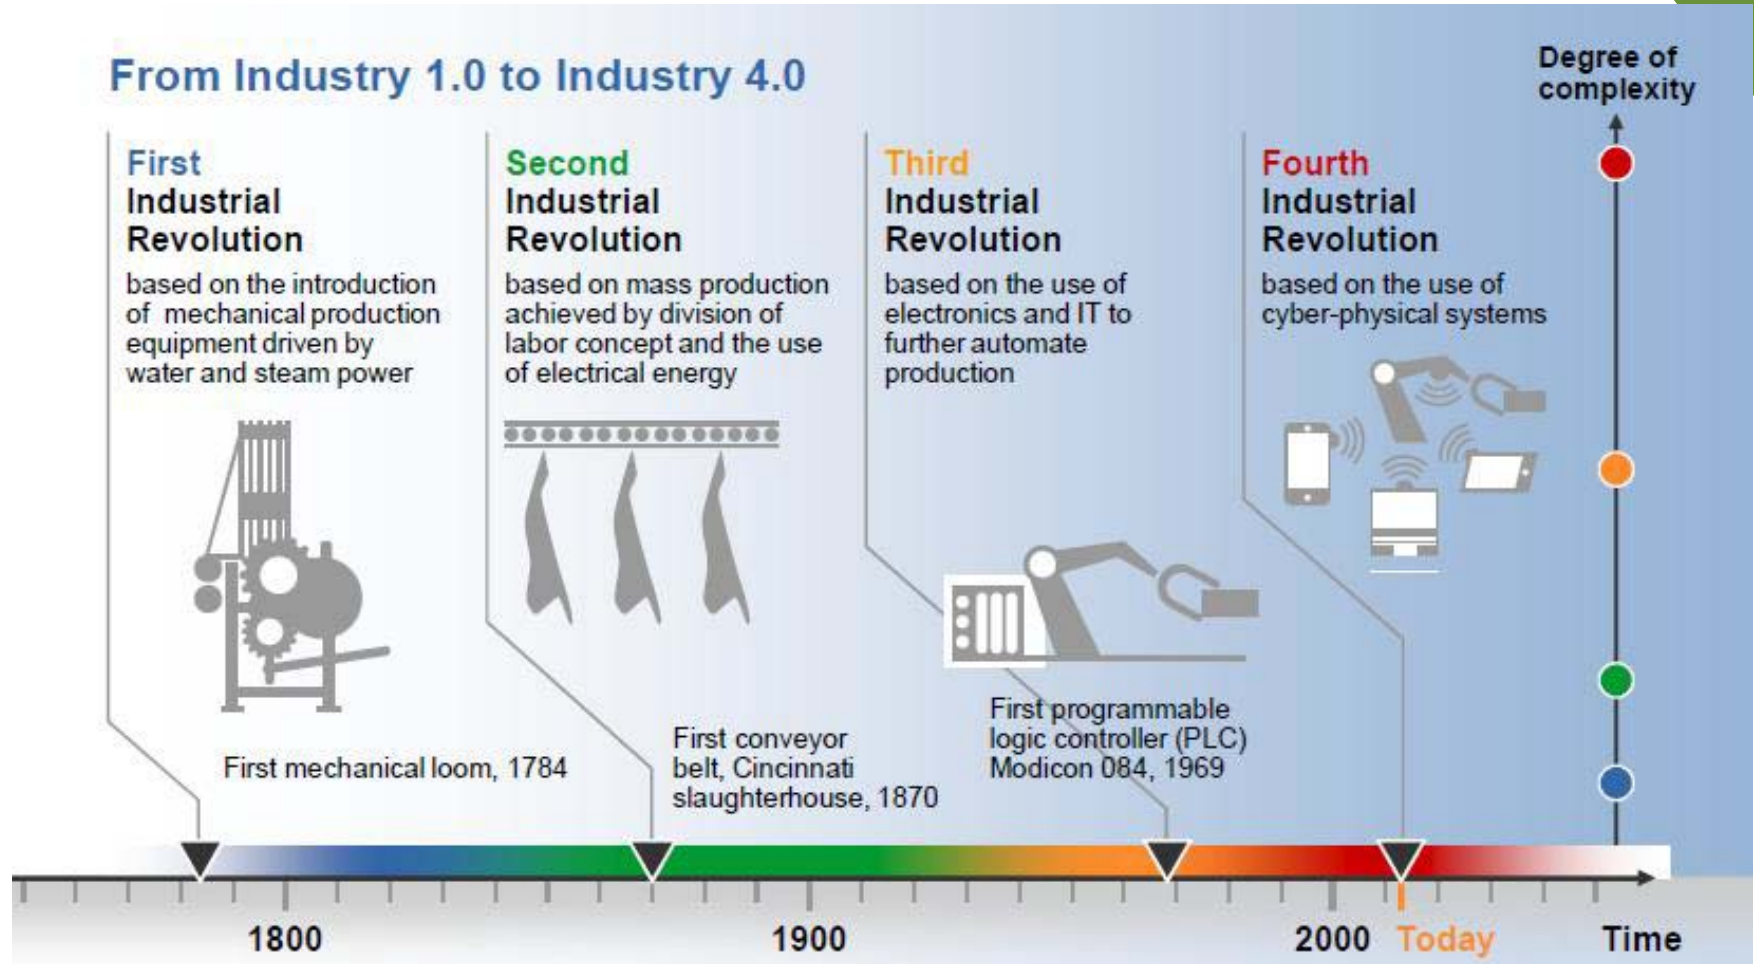 From Industry 1.0 to Industry 4.0
Degree of
complexity
First
Industrial
Revolution
based on the introduction
of mechanical production
equipment driven by
water and steam power
First mechanical loom, 1784
Second
Industrial
Revolution
based on mass production
achieved by division of
labor concept and the use
of electrical energy
First conveyor
belt, Cincinnati
slaughterhouse, 1870
Third
Industrial
Revolution
based on the use of
electronics and IT to
further automate
production
First programmable
logic controller (PLC)
Modicon 084, 1969
Fourth
Industrial
Revolution
based on the use of
cyber-physical systems
1800
1900
2000
Today
Time